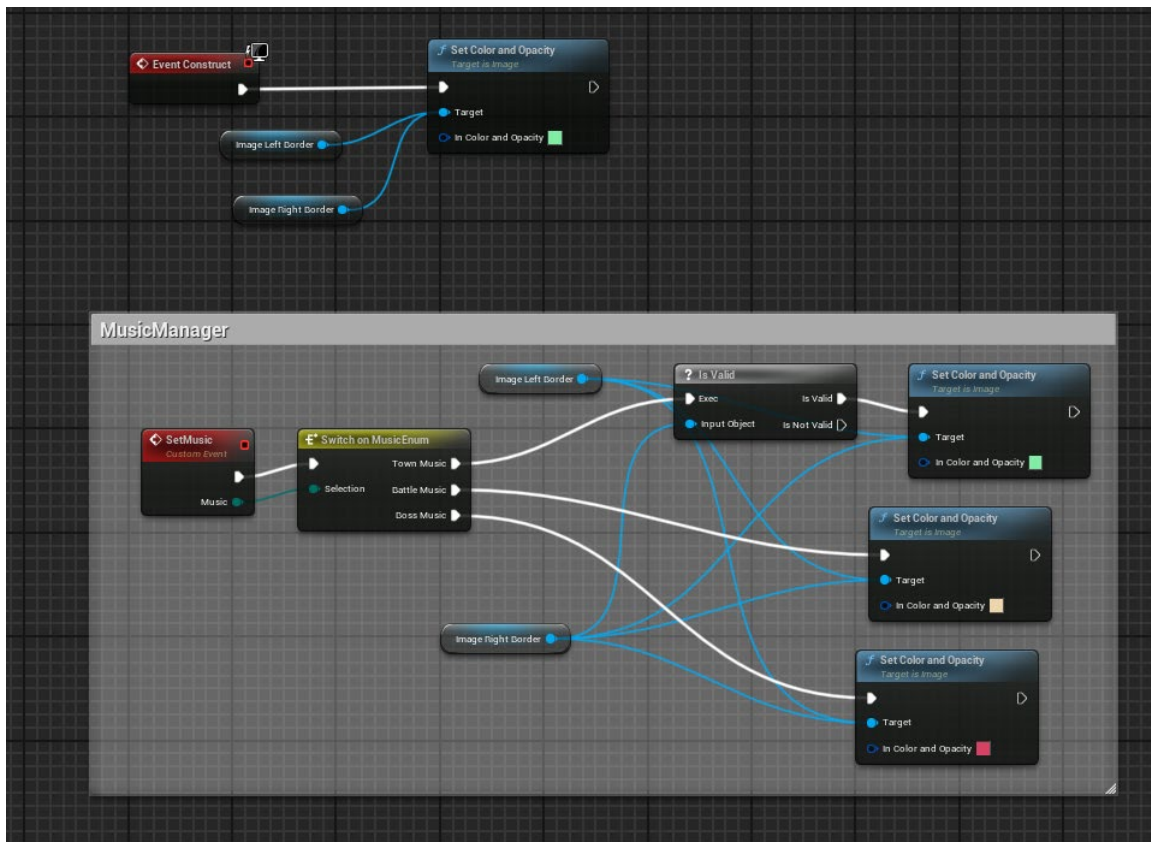 Event Construct
Set Color and Opacity
Target is Image
Target
In Color and Opacity
Image Left Border
Image Right Border
MusicManager
Image Left Border
Is Valid
Exec
Is Valid
Input Object
Is Not Valid
Set Color and Opacity
Target is Image
Target
In Color and Opacity
SetMusic
Custom Event
Music
Switch on MusicEnum
Town Music
Selection
Battle Music
Boss Music
Set Color and Opacity
Target is Image
Target
In Color and Opacity
Image Right Border
Set Color and Opacity
Target is Image
Target
In Color and Opacity